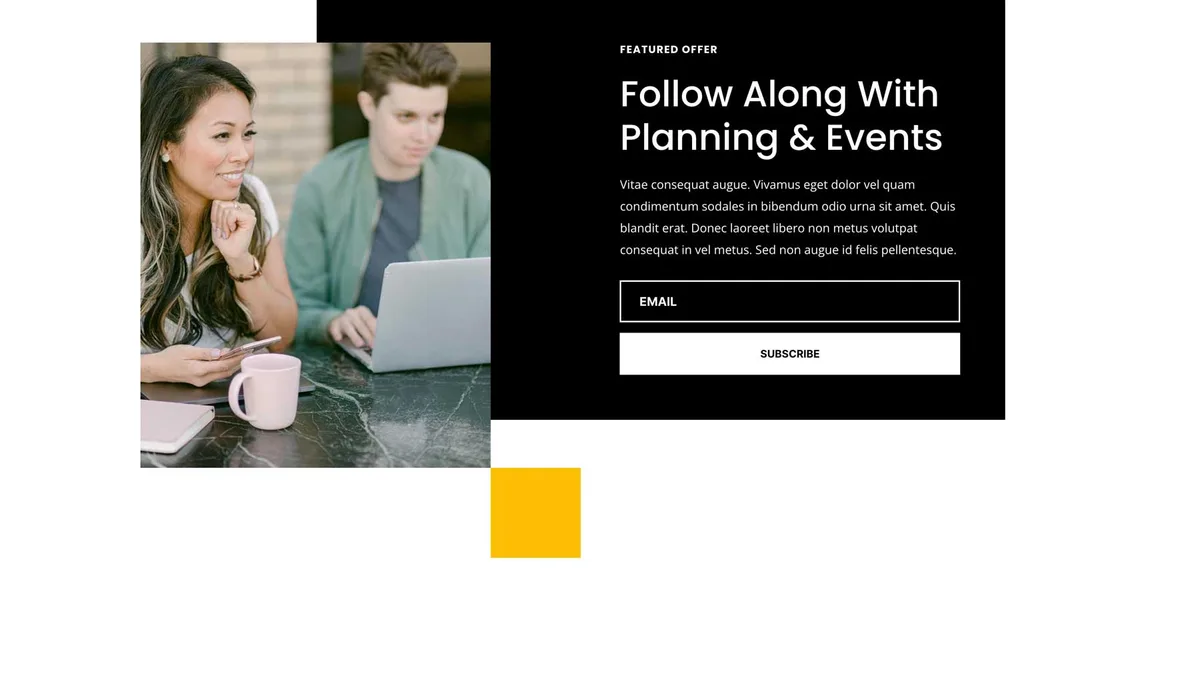 FEATURED OFFER
Follow Along With
Planning & Events
Vitae consequat augue. Vivamus eget dolor vel quam
condimentum sodales in bibendum odio urna sit amet. Quis
blandit erat. Donec laoreet libero non metus volutpat
consequat in vel metus. Sed non augue id felis pellentesque.
EMAIL
SUBSCRIBE